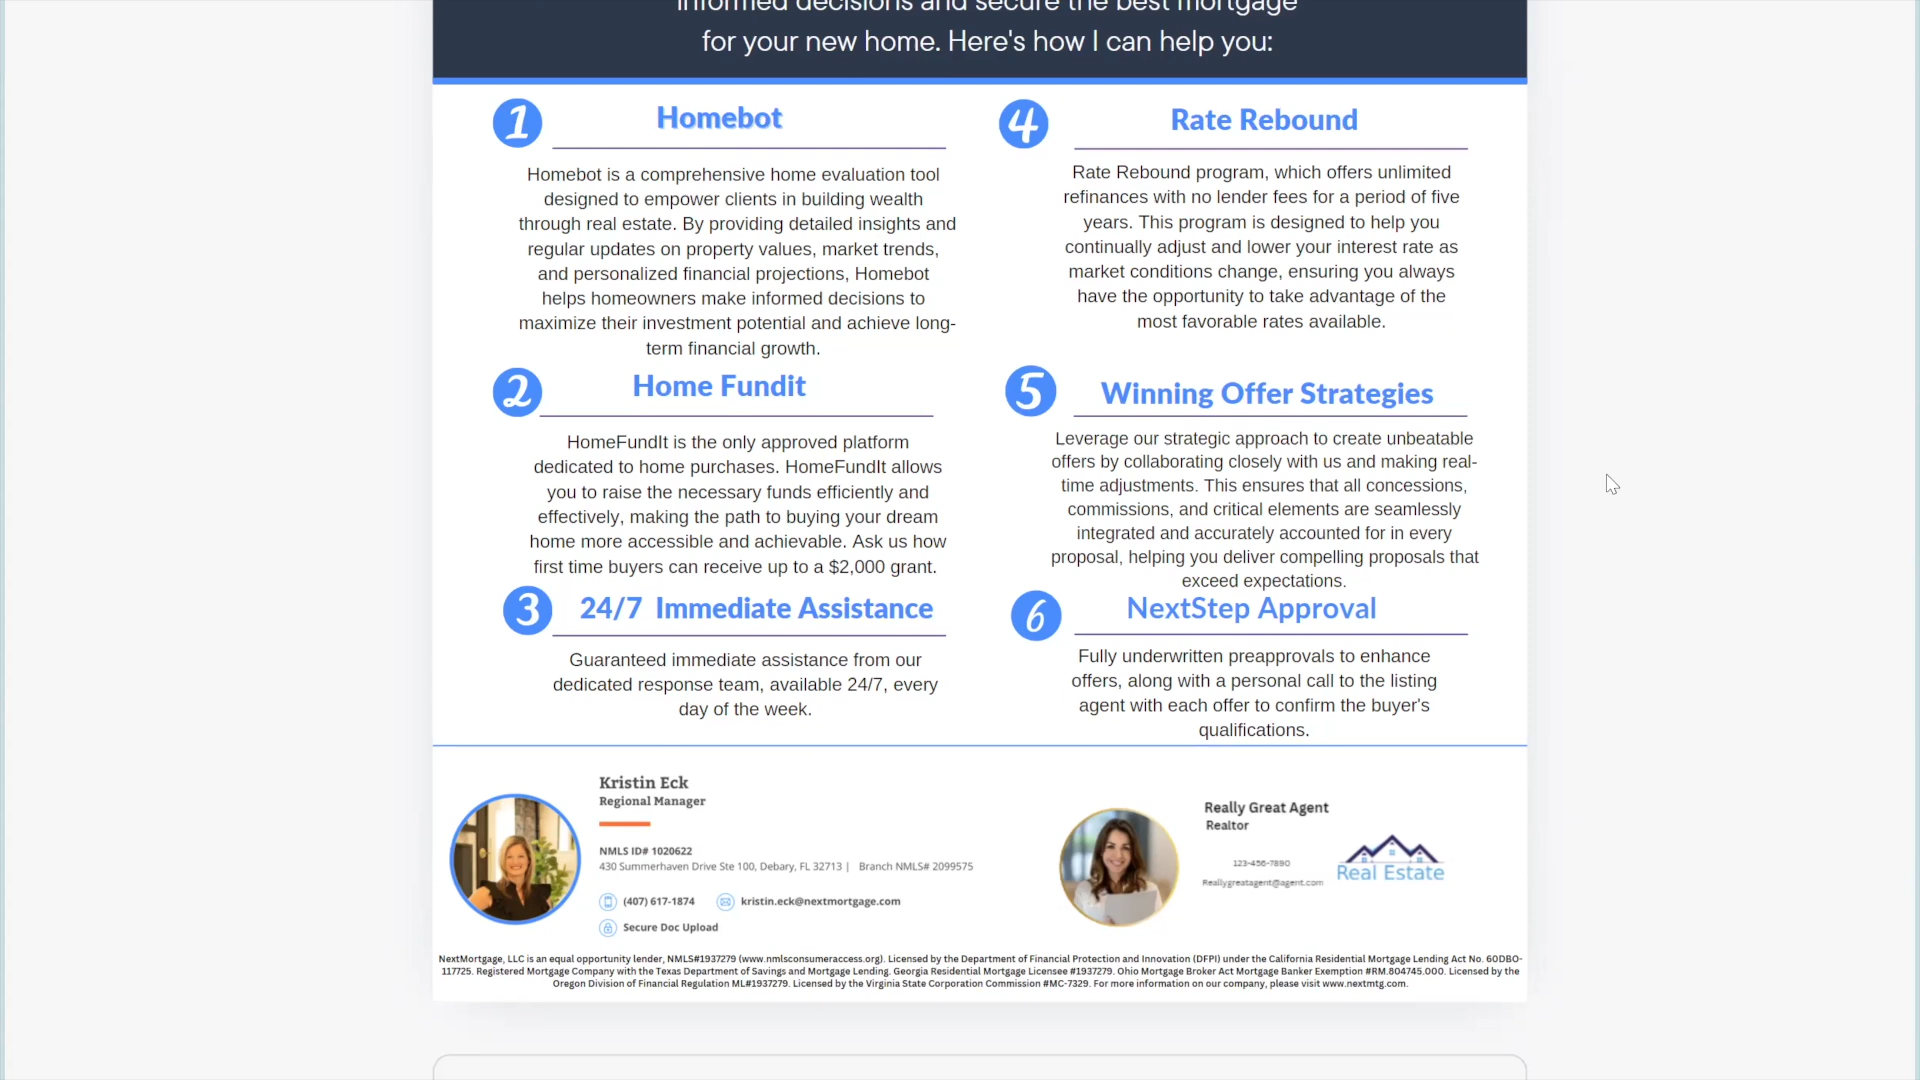 informed decisions and secure the best mortgage
for your new home. Here's how I can help you:
1
Homebot
Homebot is a comprehensive home evaluation tool
designed to empower clients in building wealth
through real estate. By providing detailed insights and
regular updates on property values, market trends,
and personalized financial projections, Homebot
helps homeowners make informed decisions to
maximize their investment potential and achieve long-
term financial growth.
2
Home Fundit
HomeFundIt is the only approved platform
dedicated to home purchases. HomeFundIt allows
you to raise the necessary funds efficiently and
effectively, making the path to buying your dream
home more accessible and achievable. Ask us how
first time buyers can receive up to a $2,000 grant.
3
24/7 Immediate Assistance
Guaranteed immediate assistance from our
dedicated response team, available 24/7, every
day of the week.
4
Rate Rebound
Rate Rebound program, which offers unlimited
refinances with no lender fees for a period of five
years. This program is designed to help you
continually adjust and lower your interest rate as
market conditions change, ensuring you always
have the opportunity to take advantage of the
most favorable rates available.
5
Winning Offer Strategies
Leverage our strategic approach to create unbeatable
offers by collaborating closely with us and making real-
time adjustments. This ensures that all concessions,
commissions, and critical elements are seamlessly
integrated and accurately accounted for in every
proposal, helping you deliver compelling proposals that
exceed expectations.
6
NextStep Approval
Fully underwritten preapprovals to enhance
offers, along with a personal call to the listing
agent with each offer to confirm the buyer's
qualifications.
Kristin Eck
Regional Manager
NMLS ID# 1020622
430 Summerhaven Drive Ste 100, Debary, FL 32713 | Branch NMLS# 2099575
(407) 617-1874 kristin.eck@nextmortgage.com
Secure Doc Upload
Really Great Agent
Realtor
123-456-7890
Reallygreatagent@agent.com
Real Estate
NextMortgage, LLC is an equal opportunity lender, NMLS#1937279 (www.nmlsconsumeraccess.org). Licensed by the Department of Financial Protection and Innovation (DFPI) under the California Residential Mortgage Lending Act No. 60DBO-
117725. Registered Mortgage Company with the Texas Department of Savings and Mortgage Lending. Georgia Residential Mortgage Licensee #1937279. Ohio Mortgage Broker Act Mortgage Banker Exemption #RM.804745.000. Licensed by the
Oregon Division of Financial Regulation ML#1937279. Licensed by the Virginia State Corporation Commission #MC-7329. For more information on our company, please visit www.nextmtg.com.